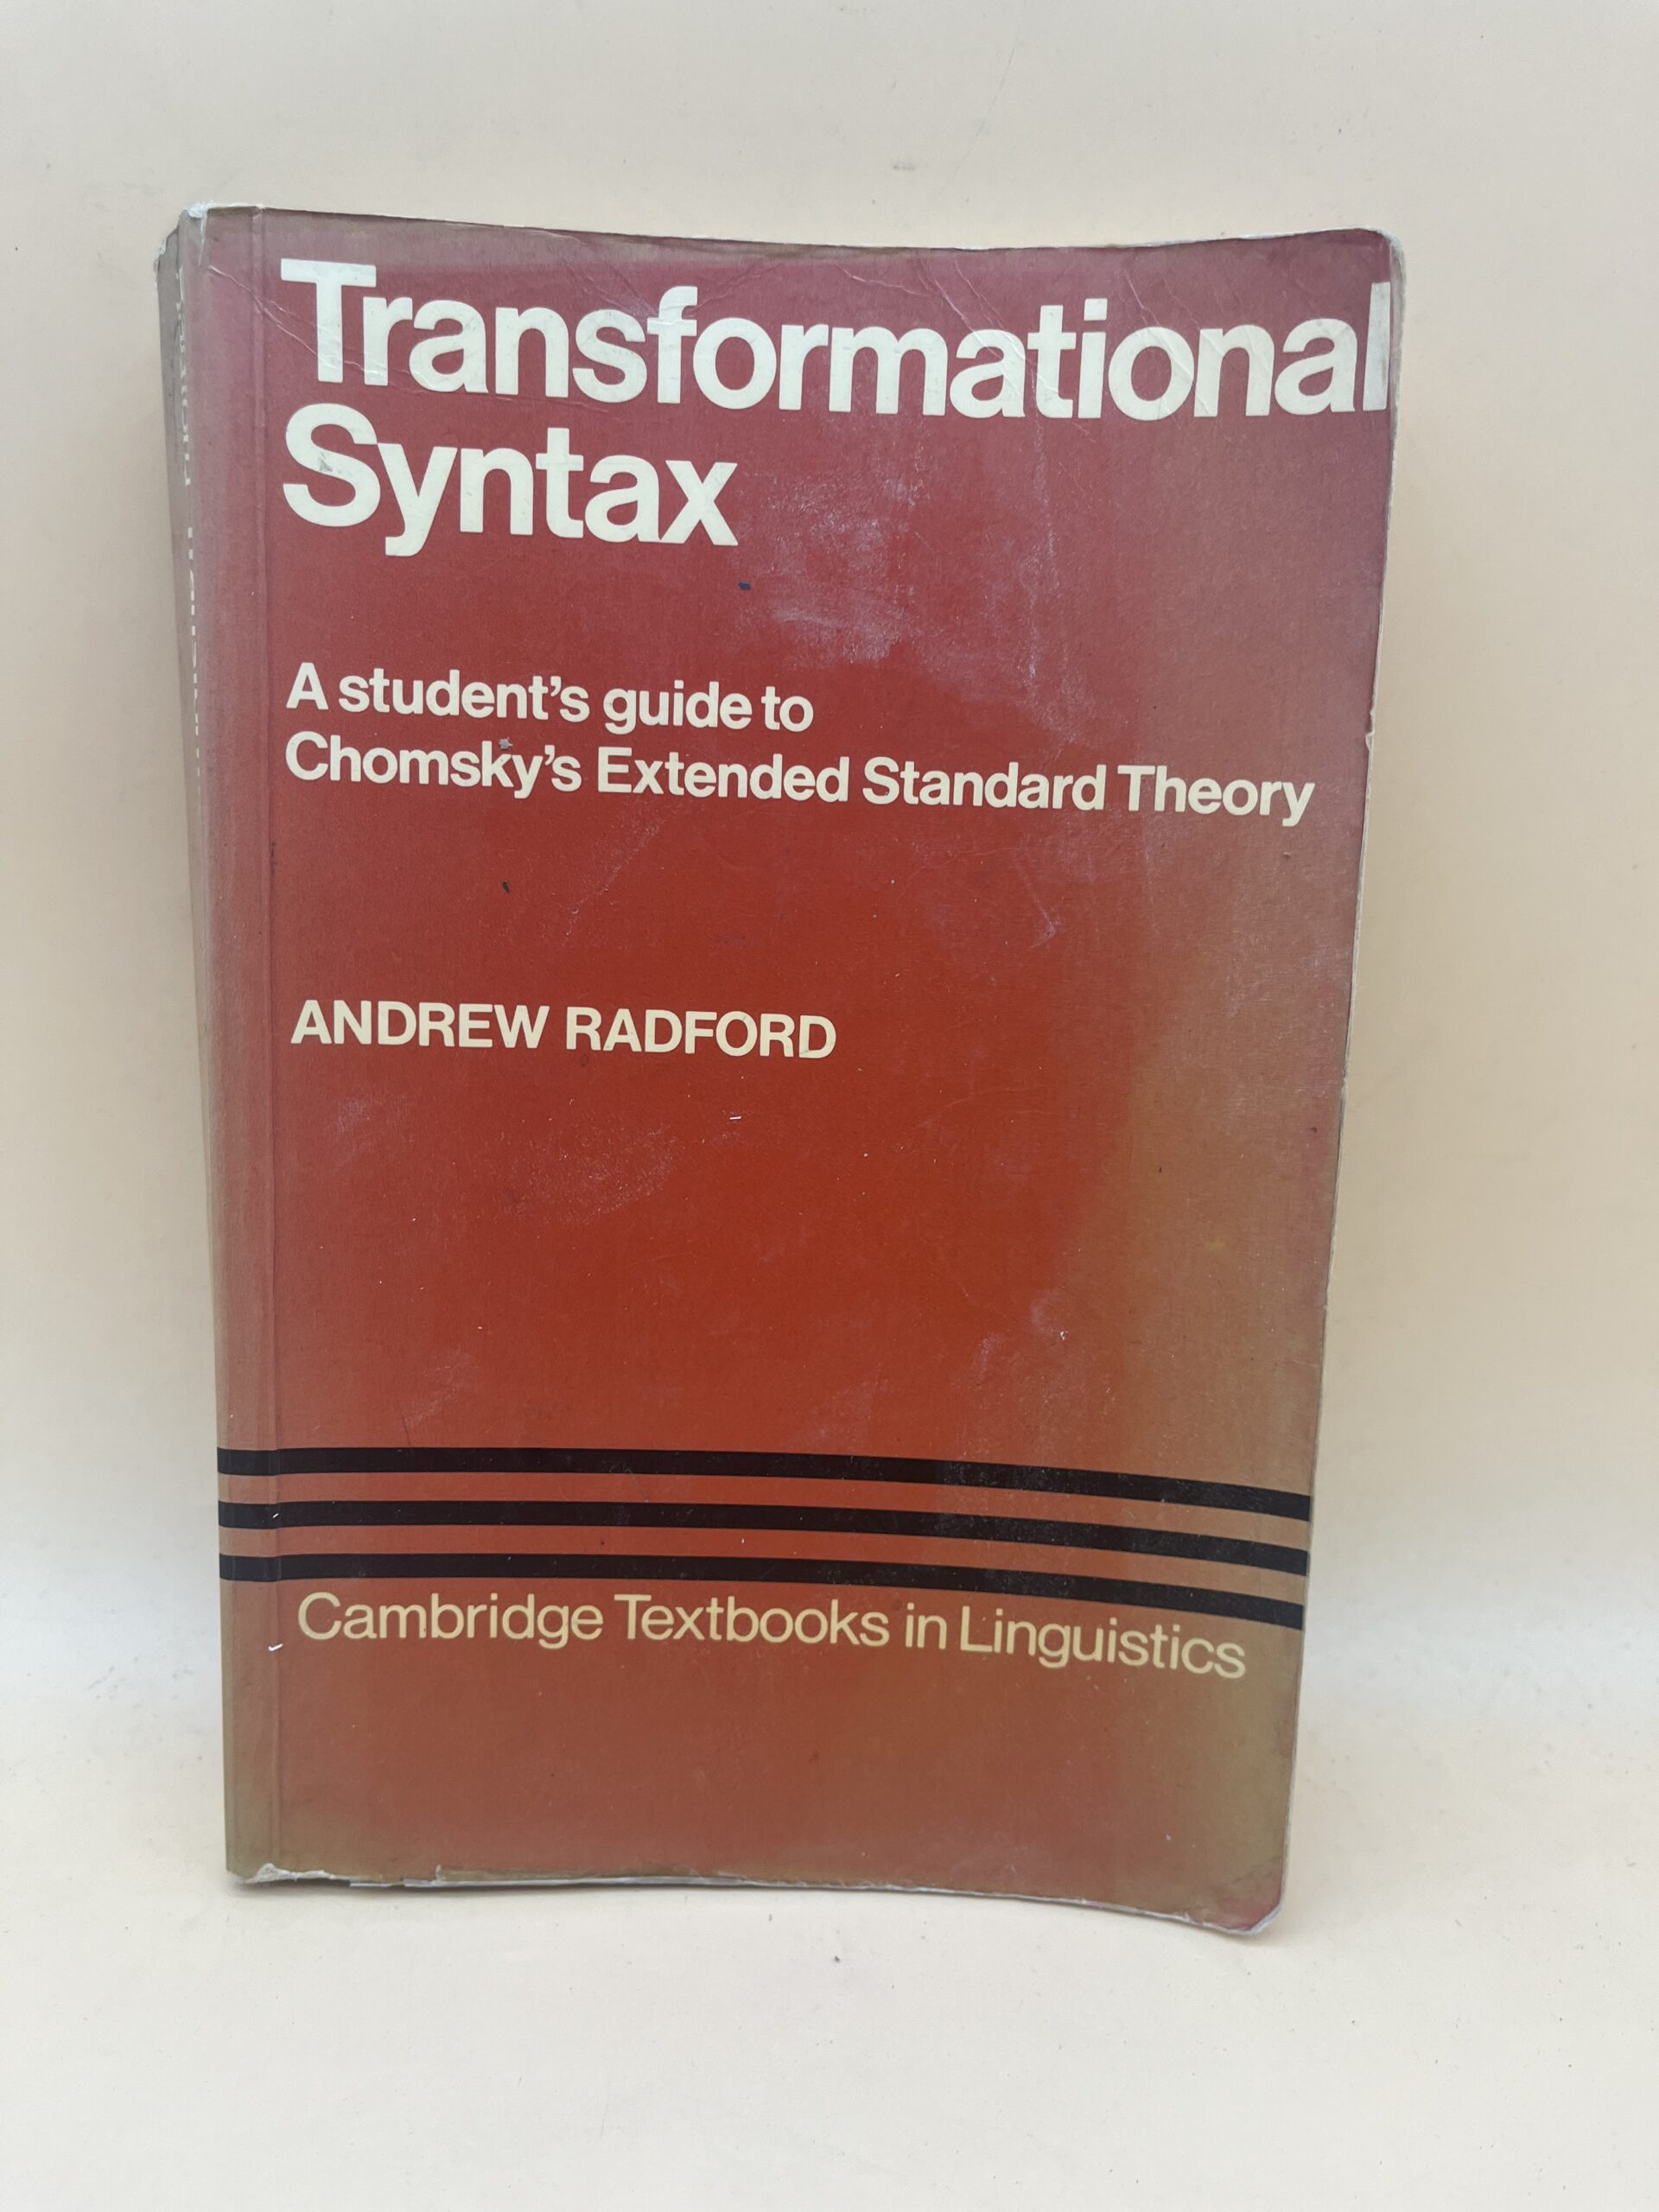 Transformational
Syntax
A student's guide to
Chomsky's Extended Standard Theory
ANDREW RADFORD
Cambridge Textbooks in Linguistics